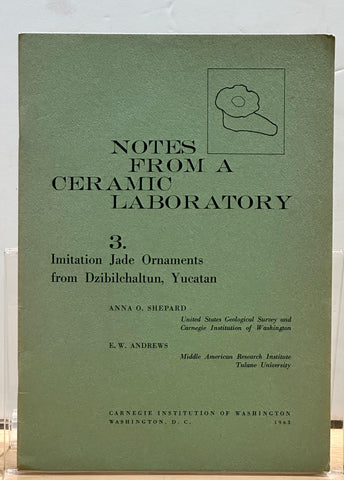 NOTES
FROM A
CERAMIC
LABORATORY
3.
Imitation Jade Ornaments
from Dzibilchaltun, Yucatan
ANNA O. SHEPARD
United States Geological Survey and
Carnegie Institution of Washington
E. W. ANDREWS
Middle American Research Institute
Tulane University
CARNEGIE INSTITUTION OF WASHINGTON
WASHINGTON, D. C. 1963